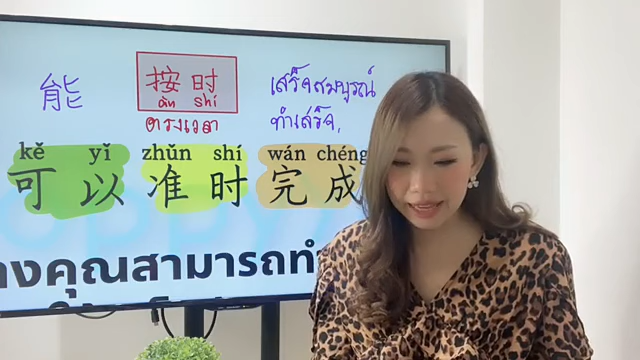 能 按时 เสร็จสมบูรณ์
àn shí
ตรงเวลา ทำเสร็จ,
kě yǐ zhǔn shí wán chéng
可以 准时 完成
างคุณสามารถทำ